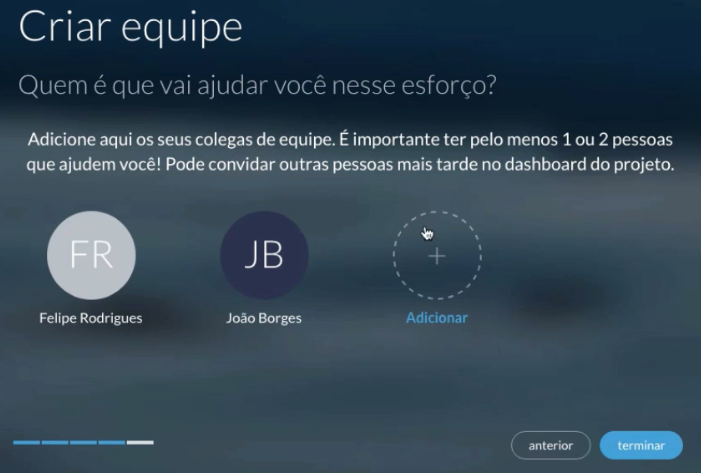 Criar equipe
Quem é que vai ajudar você nesse esforço?
Adicione aqui os seus colegas de equipe. É importante ter pelo menos 1 ou 2 pessoas
que ajudem você! Pode convidar outras pessoas mais tarde no dashboard do projeto.
FR JB +
Felipe Rodrigues João Borges Adicionar
anterior terminar